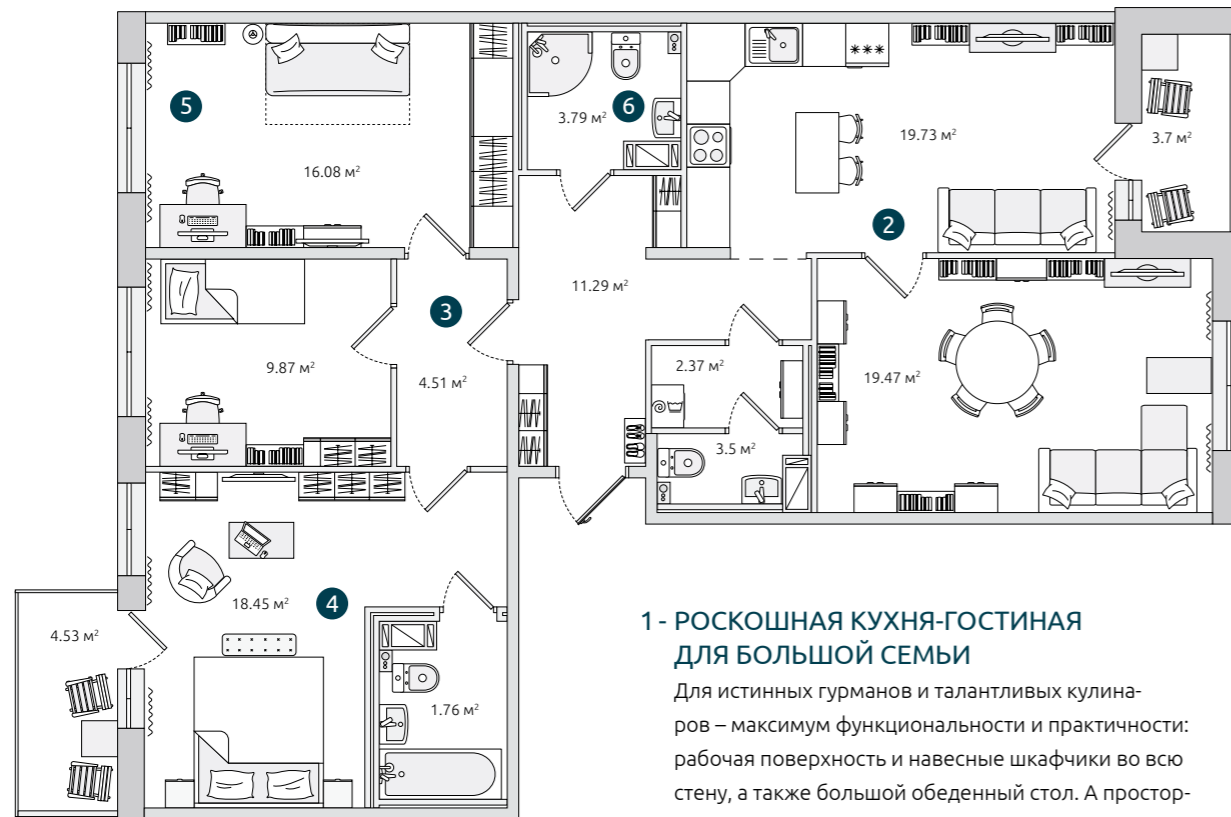 5
16.08 м²
3.79 м²
6
19.73 м²
3.7 м²
2
11.29 м²
3
9.87 м²
4.51 м²
2.37 м²
19.47 м²
3.5 м²
18.45 м²
4
4.53 м²
1.76 м²
1 - РОСКОШНАЯ КУХНЯ-ГОСТИНАЯ
ДЛЯ БОЛЬШОЙ СЕМЬИ
Для истинных гурманов и талантливых кулина-
ров – максимум функциональности и практичности:
рабочая поверхность и навесные шкафчики во всю
стену, а также большой обеденный стол. А простор-